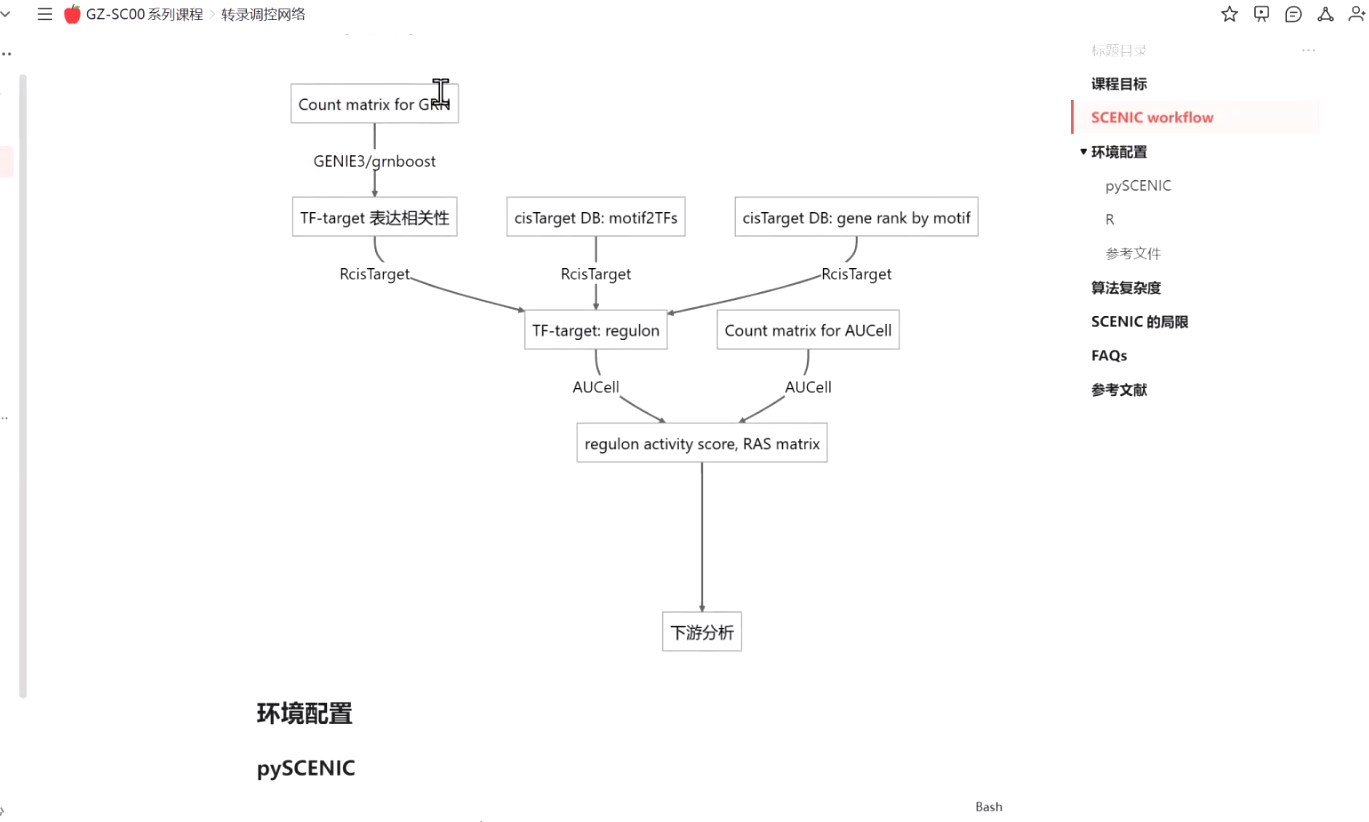 GZ-SC00 系列课程 > 转录调控网络
Count matrix for GRN
GENIE3/grnboost
TF-target 表达相关性
cisTarget DB: motif2TFs
cisTarget DB: gene rank by motif
RcisTarget
RcisTarget
RcisTarget
TF-target: regulon
Count matrix for AUCell
AUCell
AUCell
regulon activity score, RAS matrix
下游分析
环境配置
pySCENIC
Bash
标题目录
课程目标
SCENIC workflow
环境配置
pySCENIC
R
参考文件
算法复杂度
SCENIC 的局限
FAQs
参考文献